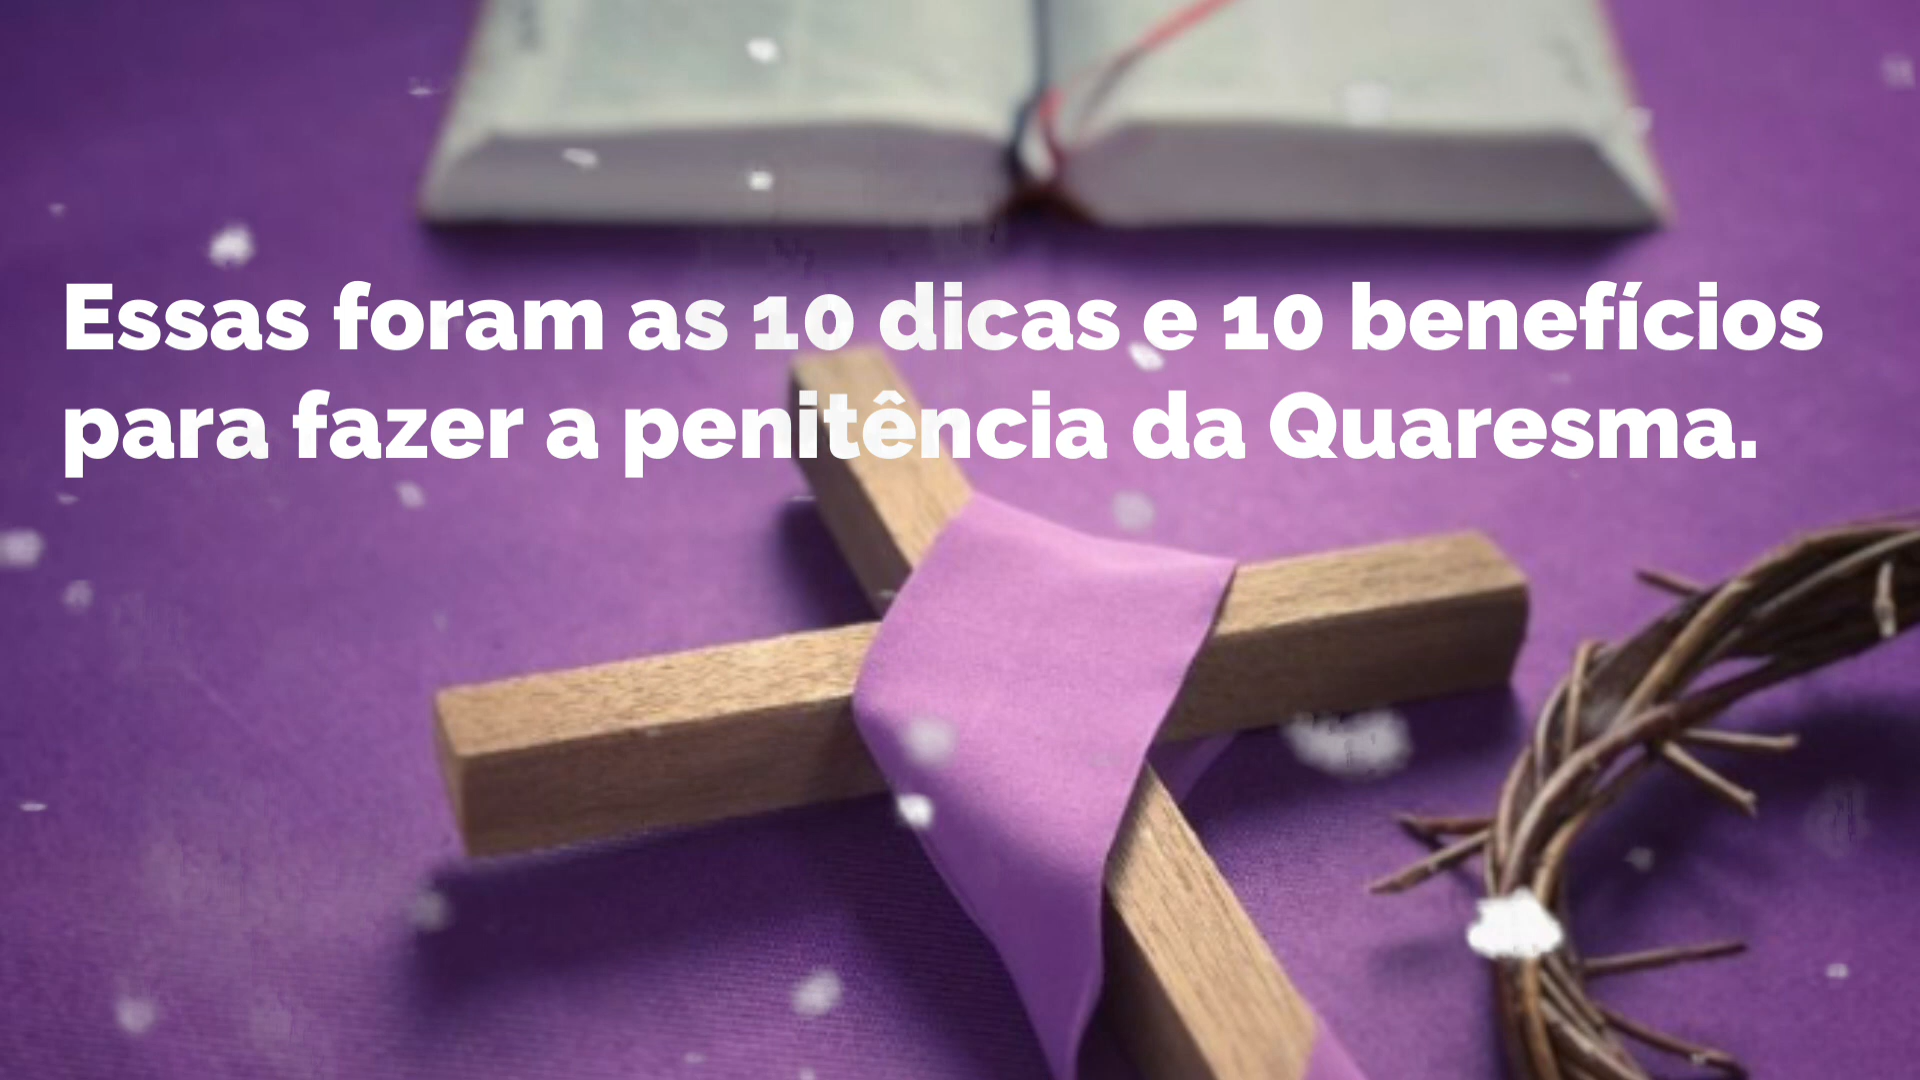 Essas foram as 10 dicas e 10 benefícios
para fazer a penitência da Quaresma.